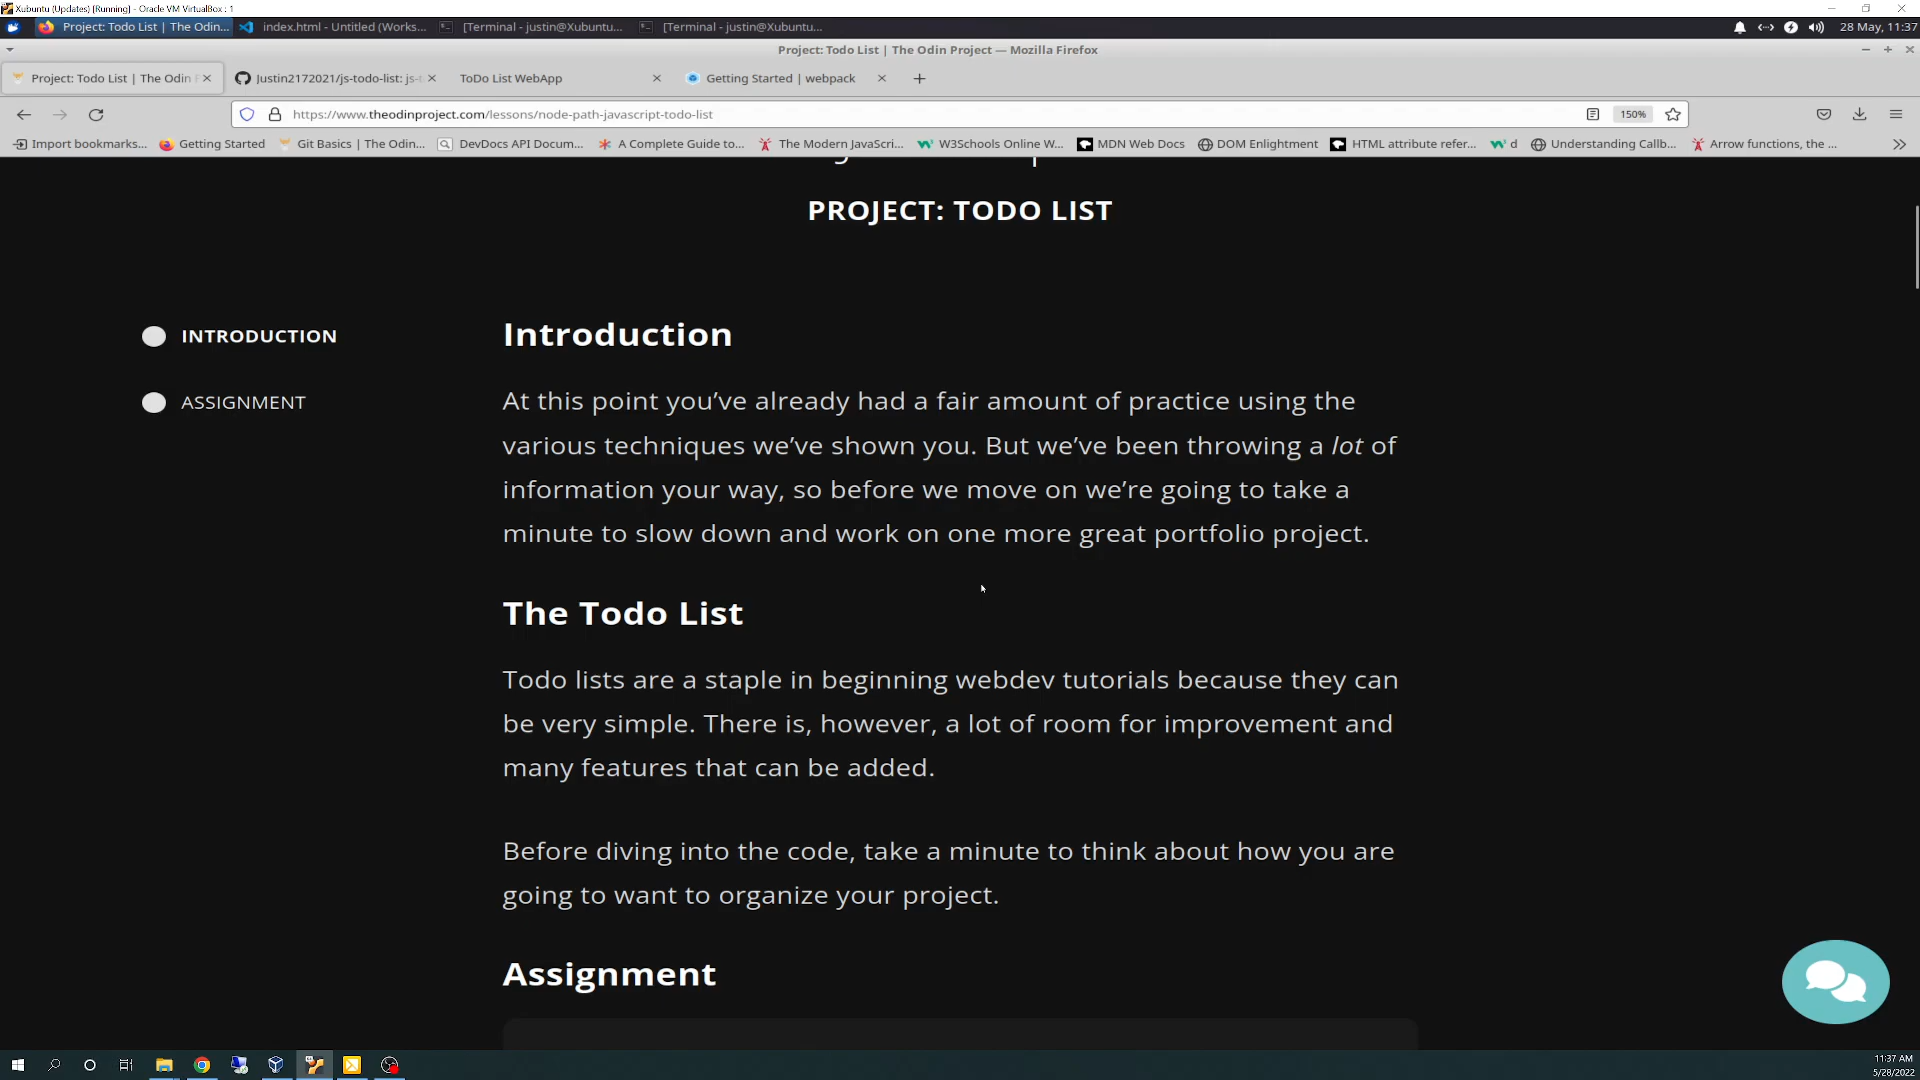 Xubuntu (Updates) [Running] - Oracle VM VirtualBox : 1
Project: Todo List | The Odin...
index.html - Untitled (Works...
[Terminal - justin@Xubuntu...
[Terminal - justin@Xubuntu...
28 May, 11:37
Project: Todo List | The Odin Project — Mozilla Firefox
Project: Todo List | The Odin
Justin2172021/js-todo-list: js-
ToDo List WebApp
Getting Started | webpack
https://www.theodinproject.com/lessons/node-path-javascript-todo-list
150%
Import bookmarks...
Getting Started
Git Basics | The Odin...
DevDocs API Docum...
A Complete Guide to...
The Modern JavaScri...
W3Schools Online W...
MDN Web Docs
DOM Enlightment
HTML attribute refer...
d
Understanding Callb...
Arrow functions, the ...
PROJECT: TODO LIST
INTRODUCTION
ASSIGNMENT
Introduction
At this point you’ve already had a fair amount of practice using the
various techniques we’ve shown you. But we’ve been throwing a lot of
information your way, so before we move on we’re going to take a
minute to slow down and work on one more great portfolio project.
The Todo List
Todo lists are a staple in beginning webdev tutorials because they can
be very simple. There is, however, a lot of room for improvement and
many features that can be added.
Before diving into the code, take a minute to think about how you are
going to want to organize your project.
Assignment
11:37 AM
5/28/2022